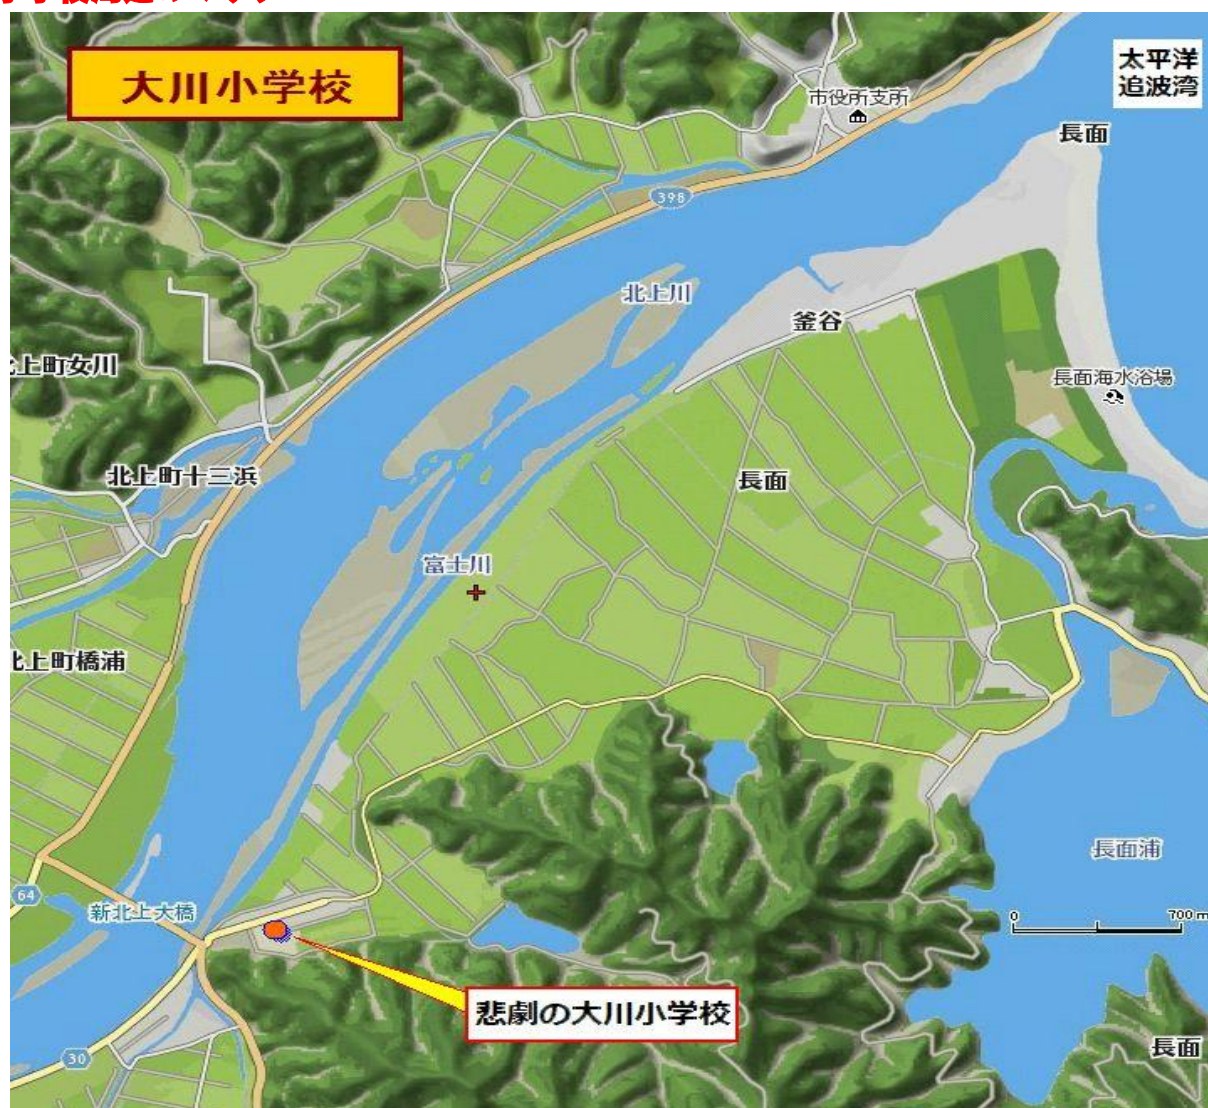 大川小学校
太平洋
追波湾
市役所支所
長面
398
北上川
釜谷
上町女川
長面海水浴場
北上町十三浜
長面
富士川
上町橋浦
長面浦
64
新北上大橋
0 700 m
悲劇の大川小学校
30
長面